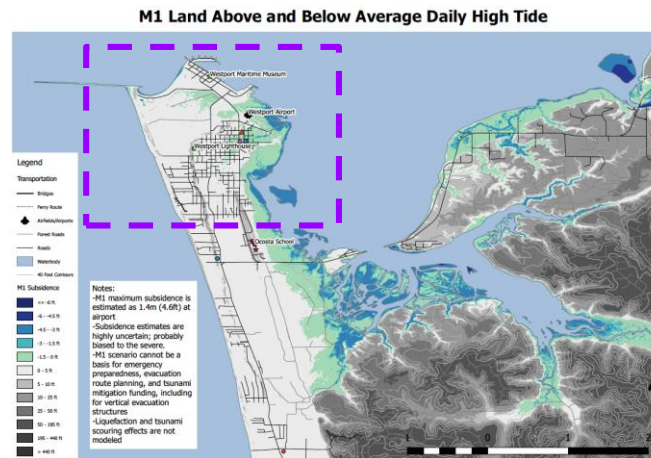 M1 Land Above and Below Average Daily High Tide
Westport Maritime Museum
Westport Airport
Westport Lighthouse
Ocosta School
Legend
Transportation
Bridges
Ferry Route
Airfields/Airports
Forest Roads
Roads
Waterbody
40 Foot Contours
M1 Subsidence
<= -6 ft
-6 - -4.5 ft
-4.5 - -3 ft
-3 - -1.5 ft
-1.5 - 0 ft
0 - 5 ft
5 - 10 ft
10 - 25 ft
25 - 50 ft
50 - 195 ft
195 - 440 ft
> 440 ft
Notes:
-M1 maximum subsidence is
estimated as 1.4m (4.6ft) at
airport
-Subsidence estimates are
highly uncertain; probably
biased to the severe.
-M1 scenario cannot be a
basis for emergency
preparedness, evacuation
route planning, and tsunami
mitigation funding, including
for vertical evacuation
structures
-Liquefaction and tsunami
scouring effects are not
modeled
1 0 1 2